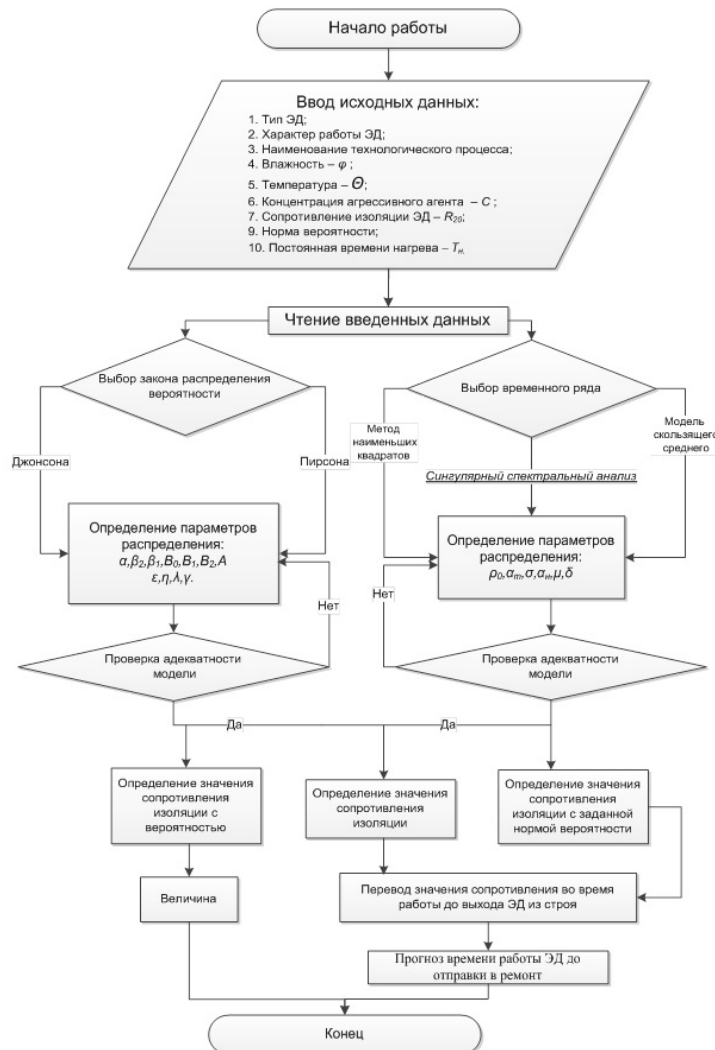 Начало работы
Ввод исходных данных:
1. Тип ЭД;
2. Характер работы ЭД;
3. Наименование технологического процесса;
4. Влажность – φ ;
5. Температура – Θ;
6. Концентрация агрессивного агента – С ;
7. Сопротивление изоляции ЭД – R20;
9. Норма вероятности;
10. Постоянная времени нагрева – Tн.
Чтение введенных данных
Выбор закона распределения
вероятности
Выбор временного ряда
Джонсона
Пирсона
Метод
наименьших
квадратов
Модель
скользящего
среднего
Сингулярный спектральный анализ
Определение параметров
распределения:
α,β2,β1,B0,B1,B2,A
ε,η,λ,γ.
Определение параметров
распределения:
ρ0,αm,σ,αи,μ,δ
Нет
Нет
Проверка адекватности
модели
Проверка адекватности
модели
Да
Да
Определение значения
сопротивления
изоляции с
вероятностью
Определение значения
сопротивления
изоляции
Определение значения
сопротивления
изоляции с заданной
нормой вероятности
Величина
Перевод значения сопротивления во время
работы до выхода ЭД из строя
Прогноз времени работы ЭД до
отправки в ремонт
Конец